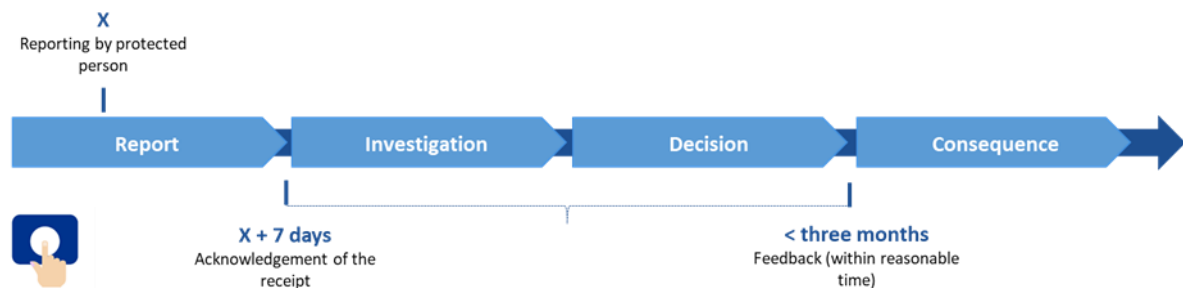 X
Reporting by protected
person
Report
Investigation
Decision
Consequence
X + 7 days
Acknowledgement of the
receipt
< three months
Feedback (within reasonable
time)